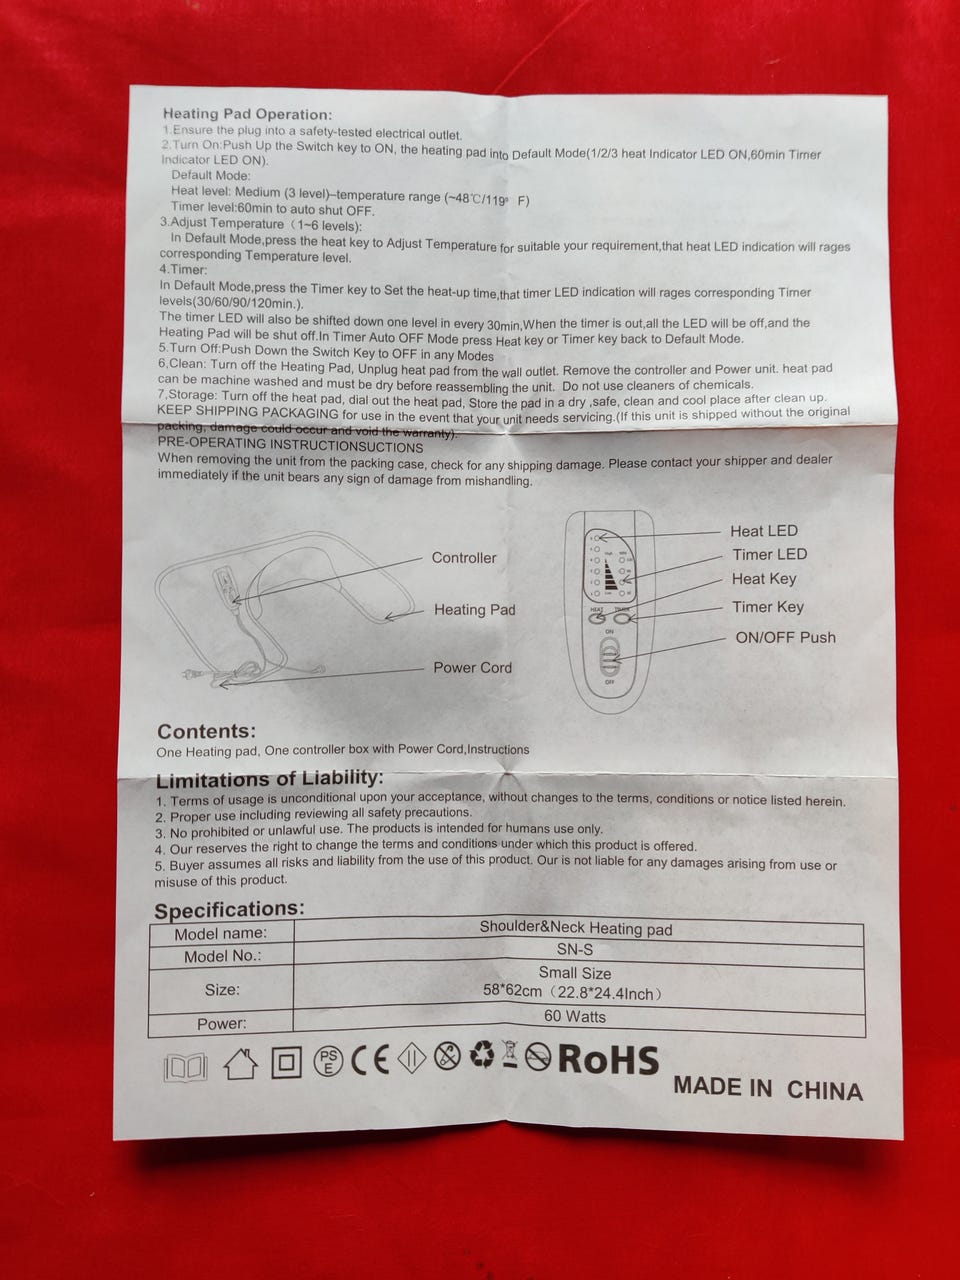 Heating Pad Operation:
1.Ensure the plug into a safety-tested electrical outlet.
2.Turn On:Push Up the Switch key to ON, the heating pad into Default Mode(1/2/3 heat Indicator LED ON,60min Timer
Indicator LED ON).
Default Mode:
Heat level: Medium (3 level)–temperature range (~48℃/119° F)
Timer level:60min to auto shut OFF.
3.Adjust Temperature（1~6 levels):
In Default Mode,press the heat key to Adjust Temperature for suitable your requirement,that heat LED indication will rages
corresponding Temperature level.
4.Timer:
In Default Mode,press the Timer key to Set the heat-up time,that timer LED indication will rages corresponding Timer
levels(30/60/90/120min.).
The timer LED will also be shifted down one level in every 30min,When the timer is out,all the LED will be off,and the
Heating Pad will be shut off.In Timer Auto OFF Mode press Heat key or Timer key back to Default Mode.
5.Turn Off:Push Down the Switch Key to OFF in any Modes
6,Clean: Turn off the Heating Pad, Unplug heat pad from the wall outlet. Remove the controller and Power unit. heat pad
can be machine washed and must be dry before reassembling the unit. Do not use cleaners of chemicals.
7,Storage: Turn off the heat pad, dial out the heat pad, Store the pad in a dry ,safe, clean and cool place after clean up.
KEEP SHIPPING PACKAGING for use in the event that your unit needs servicing.(If this unit is shipped without the original
packing, damage could occur and void the warranty).
PRE-OPERATING INSTRUCTIONSUCTIONS
When removing the unit from the packing case, check for any shipping damage. Please contact your shipper and dealer
immediately if the unit bears any sign of damage from mishandling.
Controller
Heating Pad
Power Cord
Heat LED
Timer LED
Heat Key
Timer Key
ON/OFF Push
HEAT TIMER
ON
OFF
Contents:
One Heating pad, One controller box with Power Cord,Instructions
Limitations of Liability:
1. Terms of usage is unconditional upon your acceptance, without changes to the terms, conditions or notice listed herein.
2. Proper use including reviewing all safety precautions.
3. No prohibited or unlawful use. The products is intended for humans use only.
4. Our reserves the right to change the terms and conditions under which this product is offered.
5. Buyer assumes all risks and liability from the use of this product. Our is not liable for any damages arising from use or
misuse of this product.
Specifications:
Model name: Shoulder&Neck Heating pad
Model No.: SN-S
Size: Small Size
58*62cm（22.8*24.4Inch）
Power: 60 Watts
PS
E
CE
RoHS
MADE IN CHINA